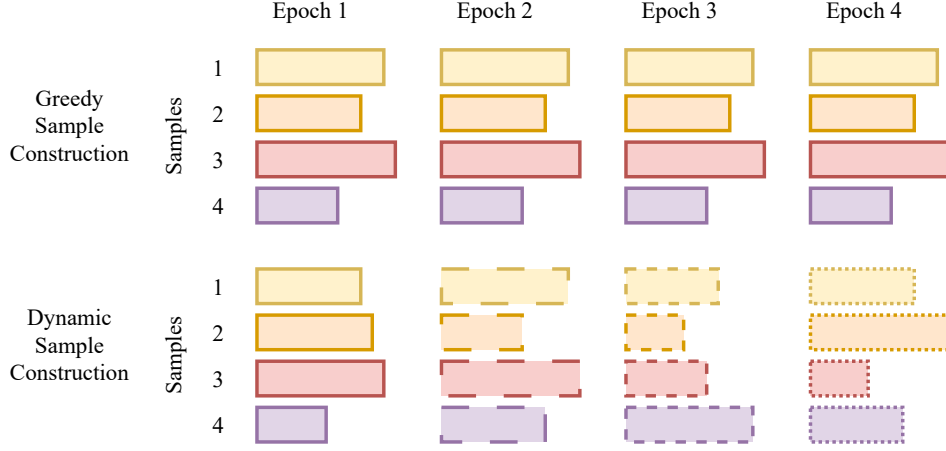 Epoch 1 Epoch 2 Epoch 3 Epoch 4
Greedy
Sample
Construction
Samples
1
2
3
4
Dynamic
Sample
Construction
Samples
1
2
3
4